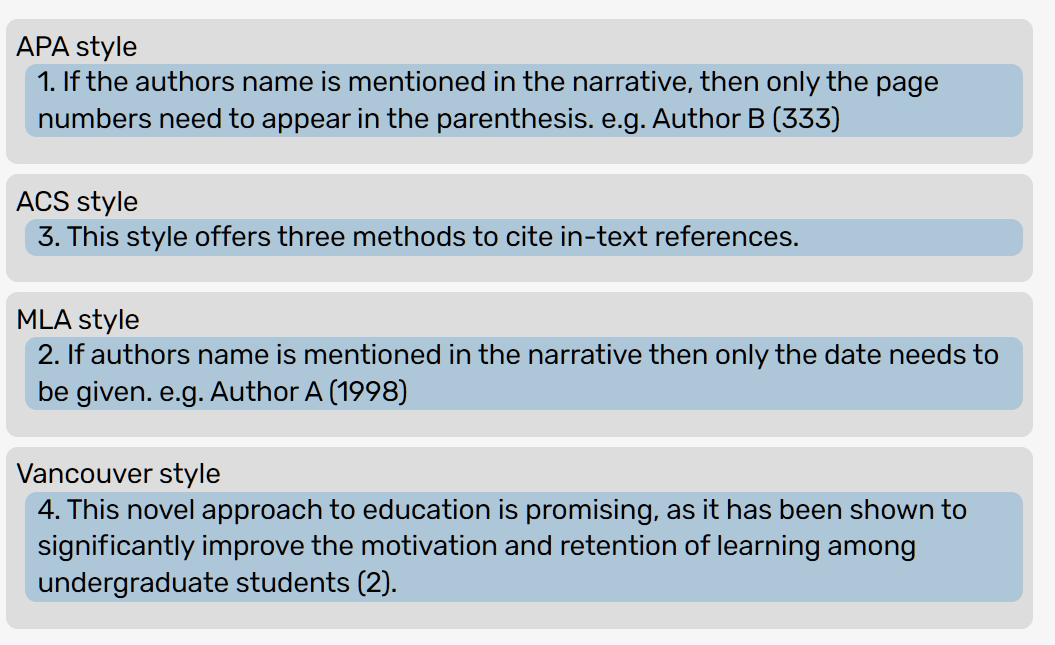 APA style
1. If the authors name is mentioned in the narrative, then only the page
numbers need to appear in the parenthesis. e.g. Author B (333)
ACS style
3. This style offers three methods to cite in-text references.
MLA style
2. If authors name is mentioned in the narrative then only the date needs to
be given. e.g. Author A (1998)
Vancouver style
4. This novel approach to education is promising, as it has been shown to
significantly improve the motivation and retention of learning among
undergraduate students (2).